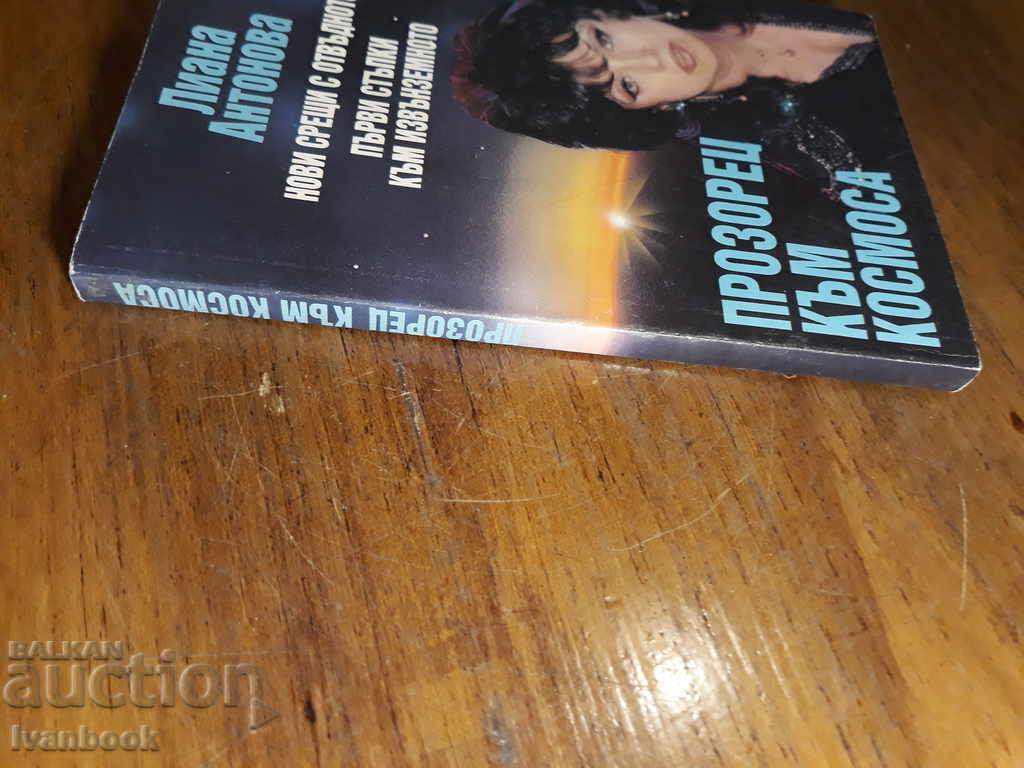 Лиана
АНТОНОВА
НОВИ СРЕЩИ С ОТВЪДНОТО
ПЪРВИ СТЪПКИ
КЪМ ИЗВЪНЗЕМНОТО
ПРОЗОРЕЦ
КЪМ
КОСМОСА
ПРОЗОРЕЦ КЪМ КОСМОСА
BALKAN
auction
Ivanbook